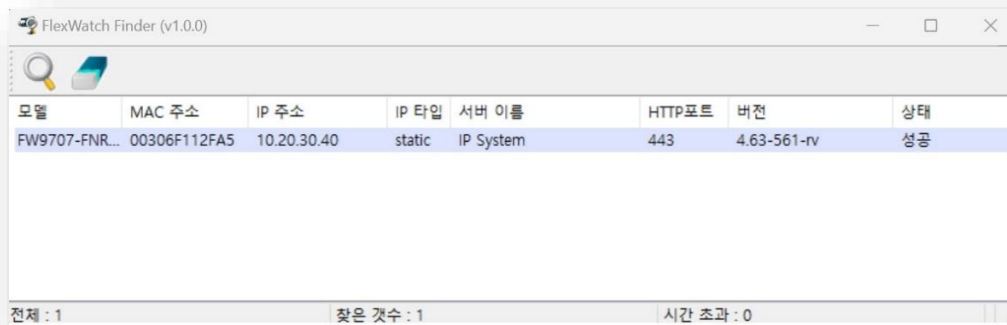 FlexWatch Finder (v1.0.0)
모델 MAC 주소 IP 주소 IP 타입 서버 이름 HTTP포트 버전 상태
FW9707-FNR... 00306F112FA5 10.20.30.40 static IP System 443 4.63-561-rv 성공
전체 : 1 찾은 갯수 : 1 시간 초과 : 0